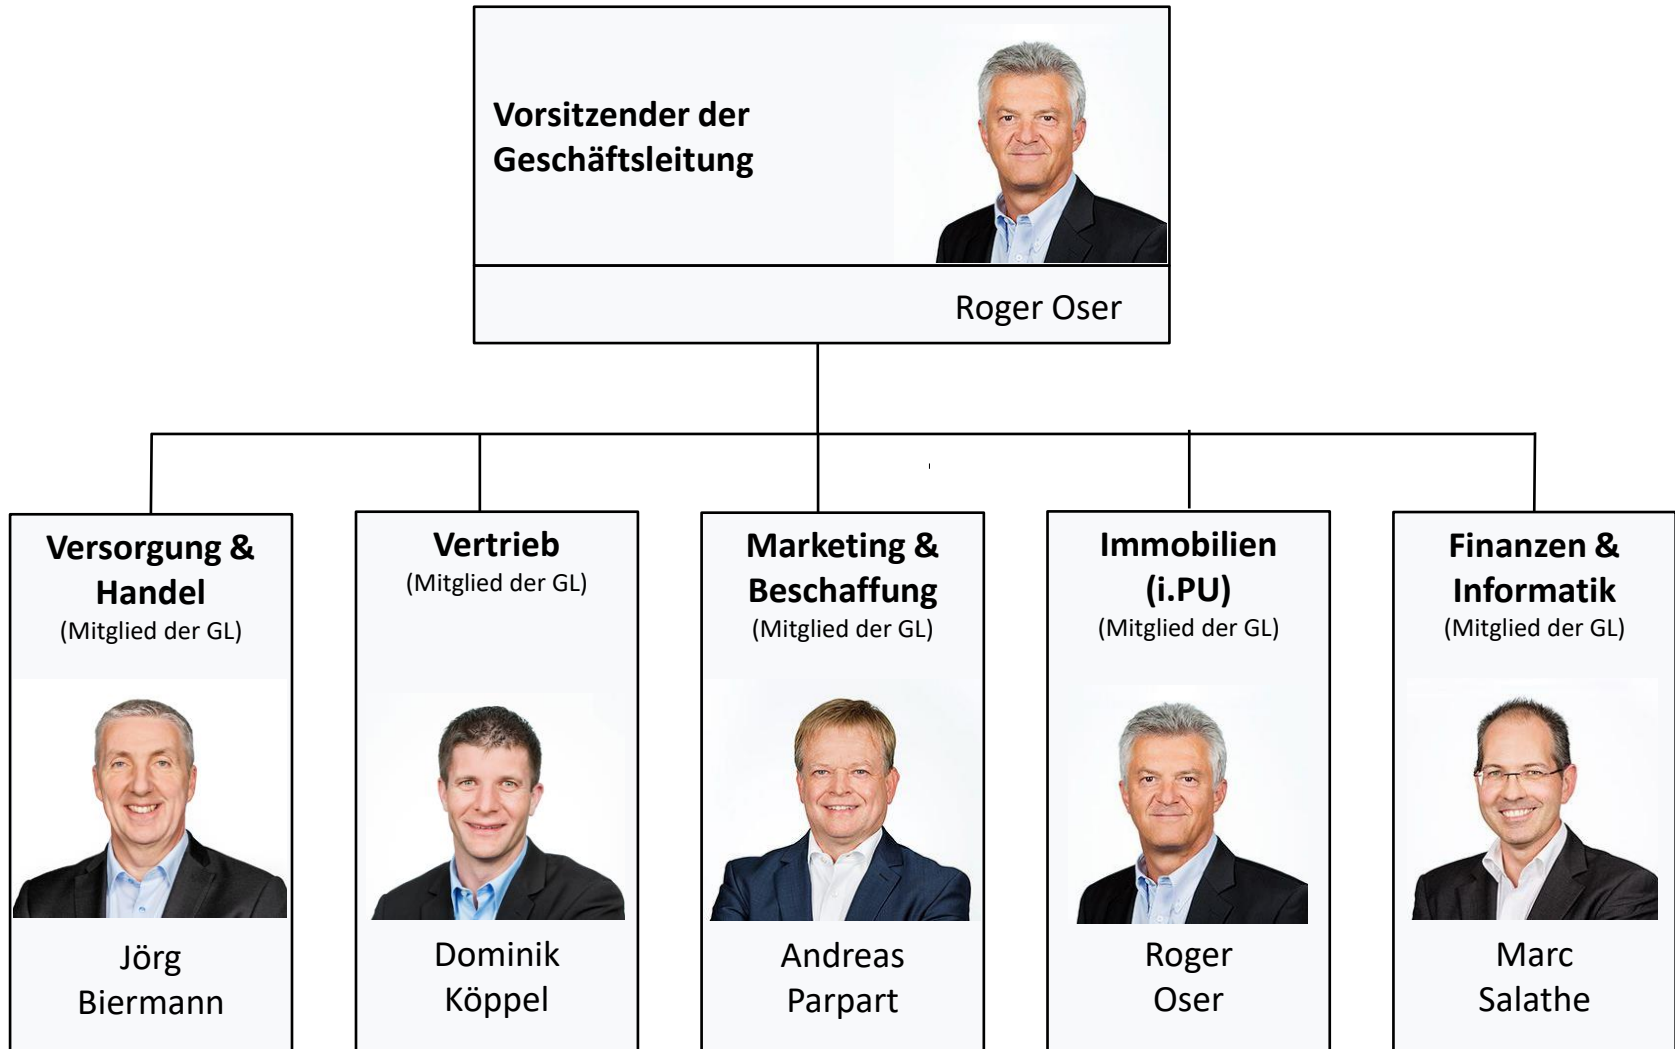 Vorsitzender der
Geschäftsleitung
Roger Oser
Versorgung &
Handel
(Mitglied der GL)
Jörg
Biermann
Vertrieb
(Mitglied der GL)
Dominik
Köppel
Marketing &
Beschaffung
(Mitglied der GL)
Andreas
Parpart
Immobilien
(i.PU)
(Mitglied der GL)
Roger
Oser
Finanzen &
Informatik
(Mitglied der GL)
Marc
Salathe